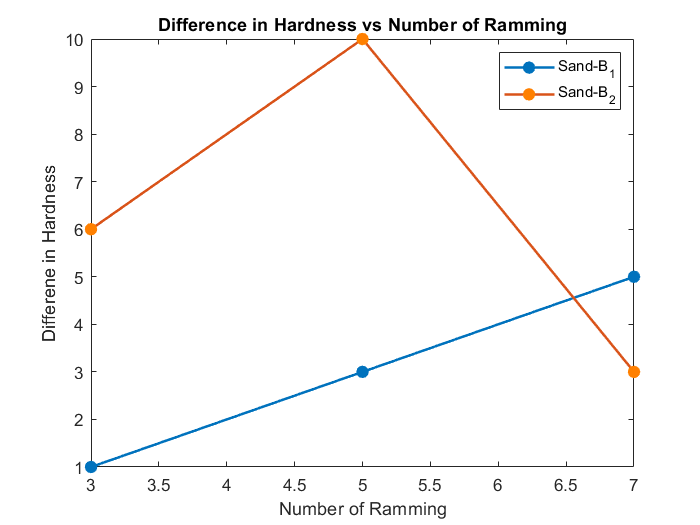 Difference in Hardness vs Number of Ramming
10
9
8
7
6
5
4
3
2
1
Differene in Hardness
Sand-B1
Sand-B2
3 3.5 4 4.5 5 5.5 6 6.5 7
Number of Ramming